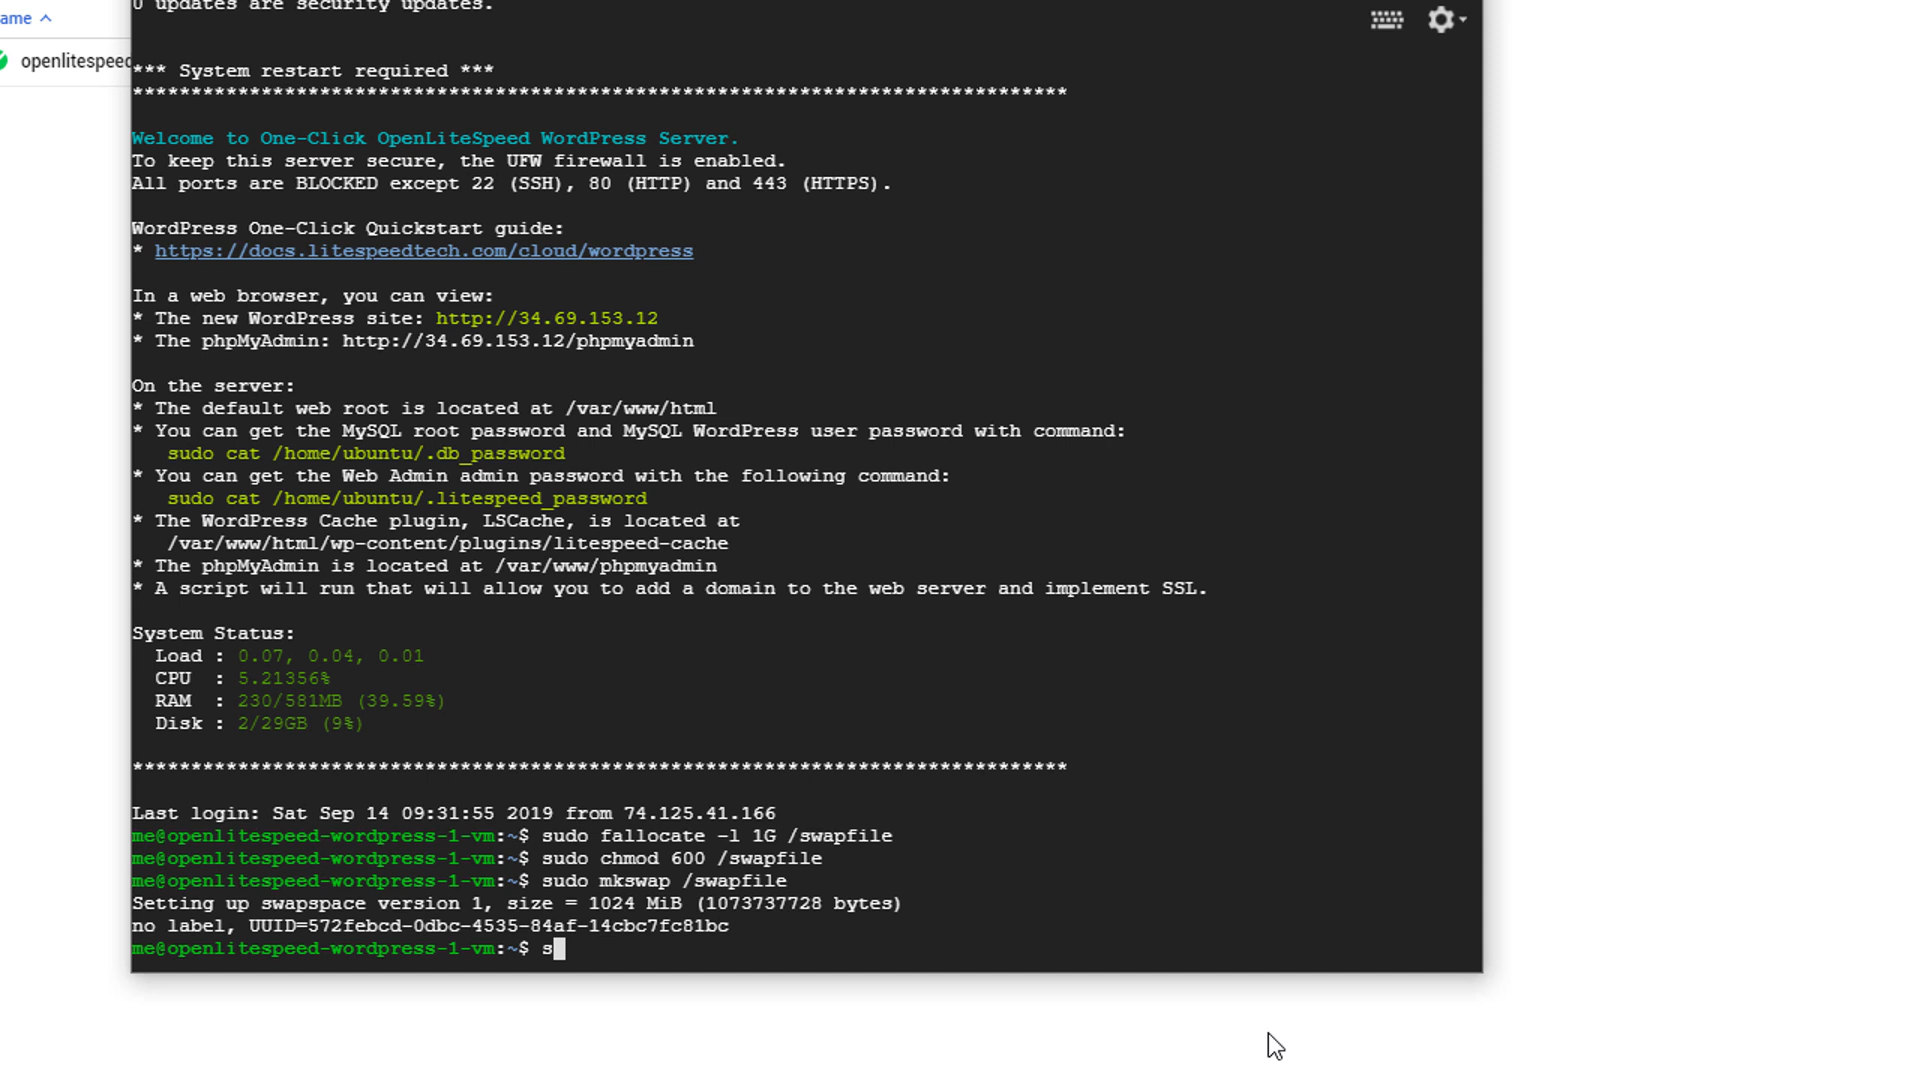 0 updates are security updates.
ame
openlitespeed
*** System restart required ***
********************************************************************************
Welcome to One-Click OpenLiteSpeed WordPress Server.
To keep this server secure, the UFW firewall is enabled.
All ports are BLOCKED except 22 (SSH), 80 (HTTP) and 443 (HTTPS).
WordPress One-Click Quickstart guide:
* https://docs.litespeedtech.com/cloud/wordpress
In a web browser, you can view:
* The new WordPress site: http://34.69.153.12
* The phpMyAdmin: http://34.69.153.12/phpmyadmin
On the server:
* The default web root is located at /var/www/html
* You can get the MySQL root password and MySQL WordPress user password with command:
sudo cat /home/ubuntu/.db_password
* You can get the Web Admin admin password with the following command:
sudo cat /home/ubuntu/.litespeed_password
* The WordPress Cache plugin, LSCache, is located at
/var/www/html/wp-content/plugins/litespeed-cache
* The phpMyAdmin is located at /var/www/phpmyadmin
* A script will run that will allow you to add a domain to the web server and implement SSL.
System Status:
Load : 0.07, 0.04, 0.01
CPU : 5.21356%
RAM : 230/581MB (39.59%)
Disk : 2/29GB (9%)
********************************************************************************
Last login: Sat Sep 14 09:31:55 2019 from 74.125.41.166
me@openlitespeed-wordpress-1-vm:~$ sudo fallocate -l 1G /swapfile
me@openlitespeed-wordpress-1-vm:~$ sudo chmod 600 /swapfile
me@openlitespeed-wordpress-1-vm:~$ sudo mkswap /swapfile
Setting up swapspace version 1, size = 1024 MiB (1073737728 bytes)
no label, UUID=572febcd-0dbc-4535-84af-14cbc7fc81bc
me@openlitespeed-wordpress-1-vm:~$ s